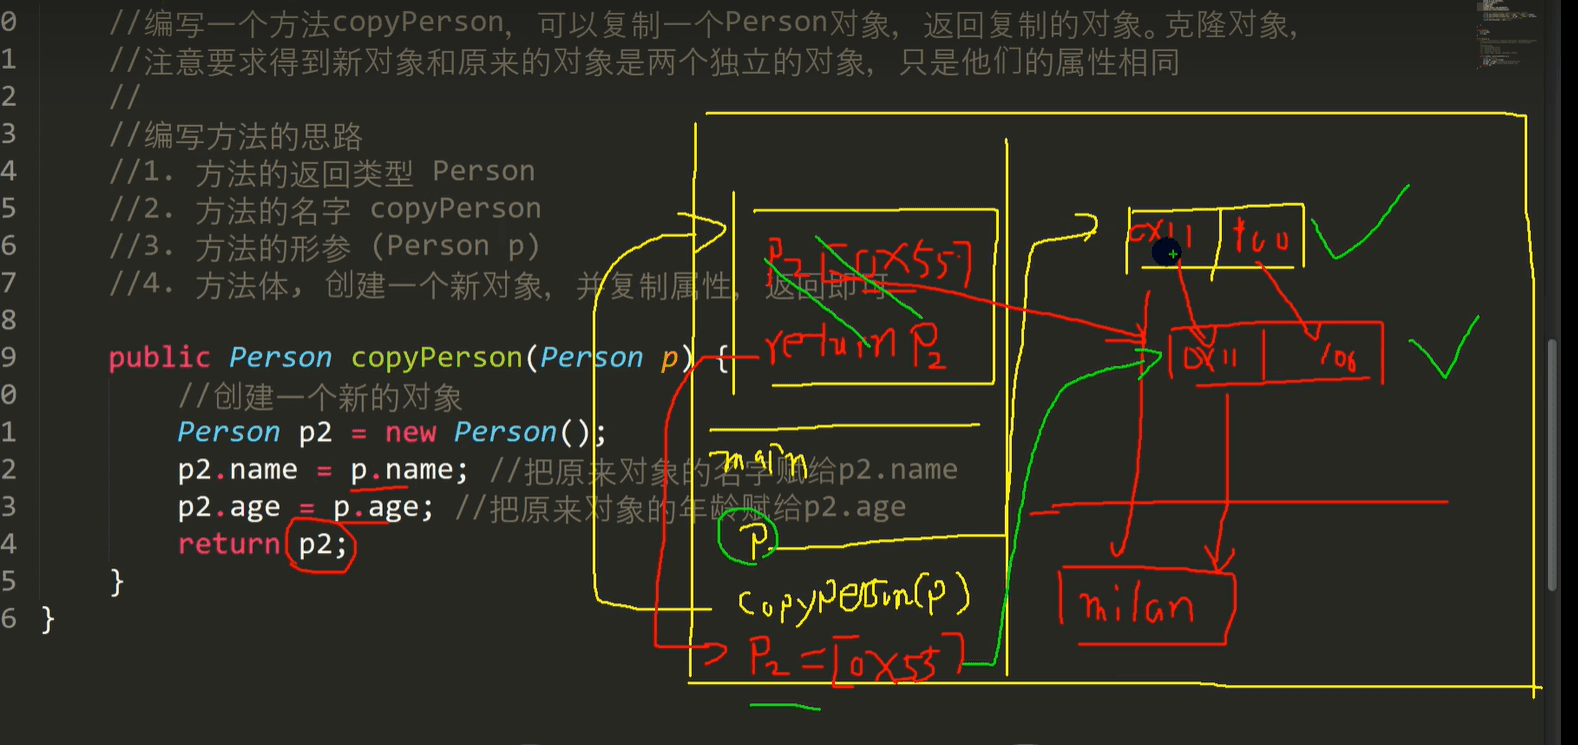 0 //编写一个方法copyPerson, 可以复制一个Person对象, 返回复制的对象。克隆对象,
1 //注意要求得到新对象和原来的对象是两个独立的对象, 只是他们的属性相同
2 //
3 //编写方法的思路
4 //1. 方法的返回类型 Person
5 //2. 方法的名字 copyPerson
6 //3. 方法的形参 (Person p)
7 //4. 方法体, 创建一个新对象, 并复制属性, 返回即可
8
9 public Person copyPerson(Person p) {
0 //创建一个新的对象
1 Person p2 = new Person();
2 p2.name = p.name; //把原来对象的名字赋给p2.name
3 p2.age = p.age; //把原来对象的年龄赋给p2.age
4 return p2;
5 }
6 }
P2 [0X55]
return P2
main
P
copyperson(p)
P2 = [0X55]
0X11
100
0X11
100
milan